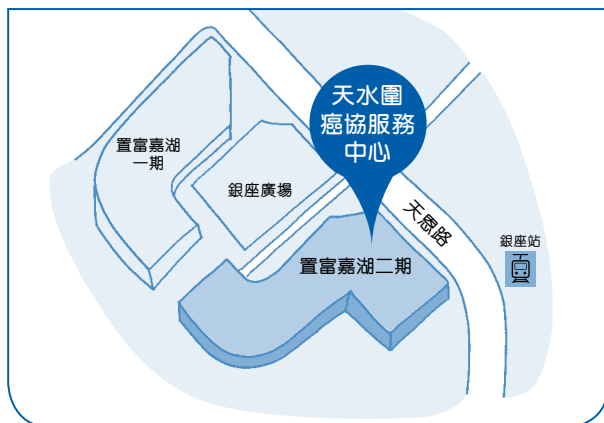 天水圍
癌協服務
中心
置富嘉湖
一期
銀座廣場
天恩路
銀座站
置富嘉湖二期